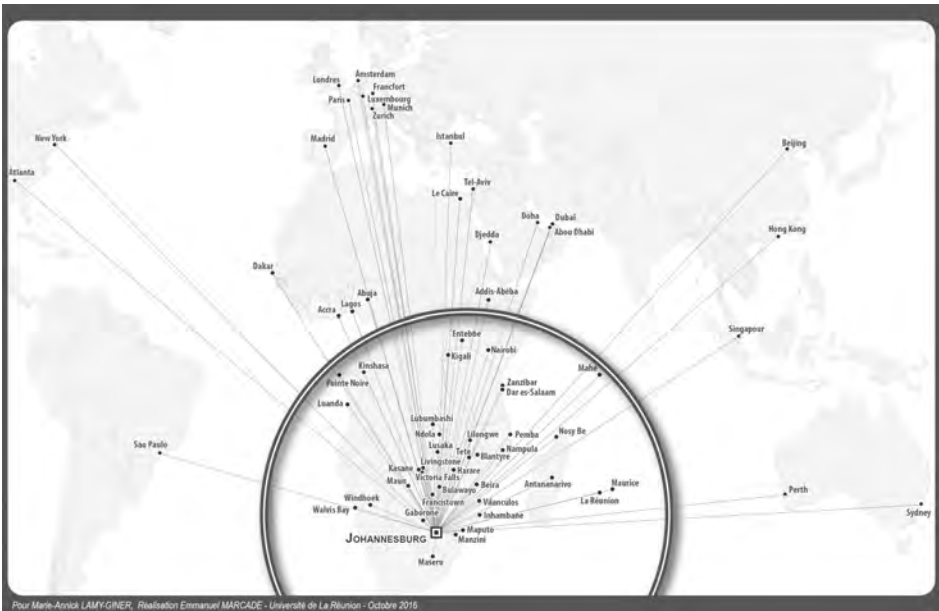 Londres
Amsterdam
Francfort
Paris
Luxembourg
Munich
Zurich
New York
Madrid
Istanbul
Beijing
Atlanta
Tel-Aviv
Le Caire
Doha
Dubaï
Abou Dhabi
Hong Kong
Djedda
Dakar
Abuja
Addis-Abéba
Lagos
Accra
Singapour
Entebbe
Kigali
Nairobi
Mahé
Kinshasa
Pointe Noire
Zanzibar
Dar es-Salaam
Luanda
Lubumbashi
Ndola
Lilongwe
Pemba
Nosy Be
Sao Paulo
Lusaka
Tete
Nampula
Blantyre
Livingstone
Kasane
Victoria Falls
Harare
Maun
Antananarivo
Maurice
La Réunion
Perth
Bulawayo
Beira
Francistown
Windhoek
Walvis Bay
Vilanculos
Gaborone
Inhambane
Sydney
JOHANNESBURG
Maputo
Manzini
Maseru
Pour Marie-Annick LAMY-GINER, Réalisation Emmanuel MARCADE - Université de La Réunion - Octobre 2016